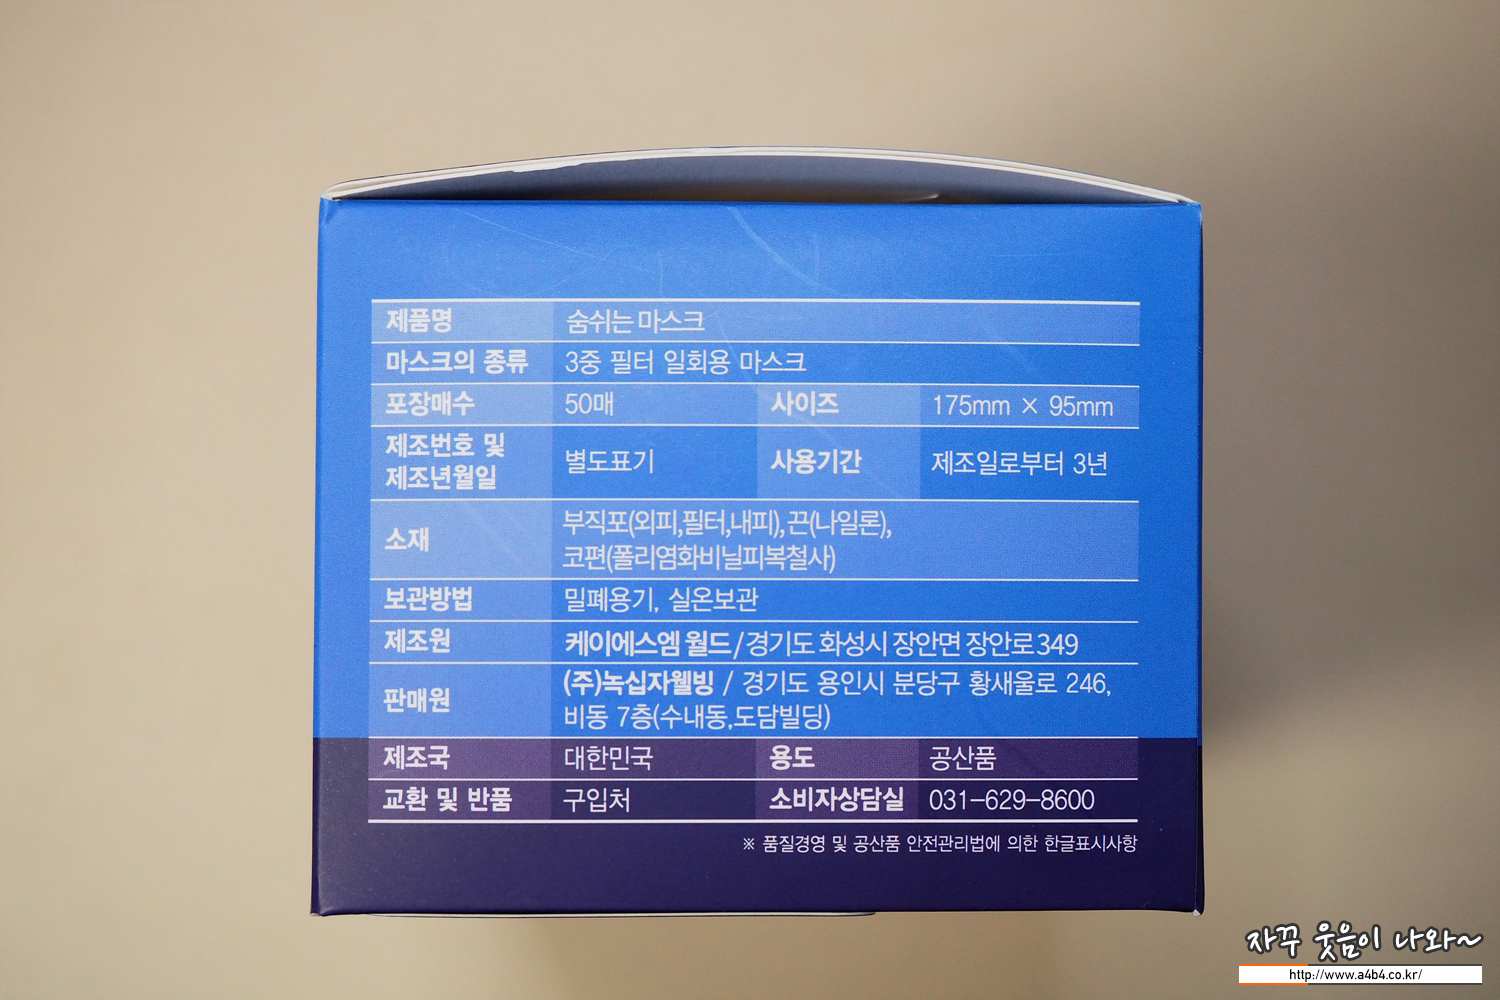 제품명 숨쉬는 마스크
마스크의 종류 3중 필터 일회용 마스크
포장매수 50매 사이즈 175mm × 95mm
제조번호 및
제조년월일 별도표기 사용기간 제조일로부터 3년
소재 부직포(외피,필터,내피), 끈(나일론),
코편(폴리염화비닐피복철사)
보관방법 밀폐용기, 실온보관
제조원 케이에스엠 월드 / 경기도 화성시 장안면 장안로 349
판매원 (주)녹십자웰빙 / 경기도 용인시 분당구 황새울로 246,
비동 7층(수내동,도담빌딩)
제조국 대한민국 용도 공산품
교환 및 반품 구입처 소비자상담실 031-629-8600
※ 품질경영 및 공산품 안전관리법에 의한 한글표시사항
자꾸 웃음이 나와~
http://www.a4b4.co.kr/